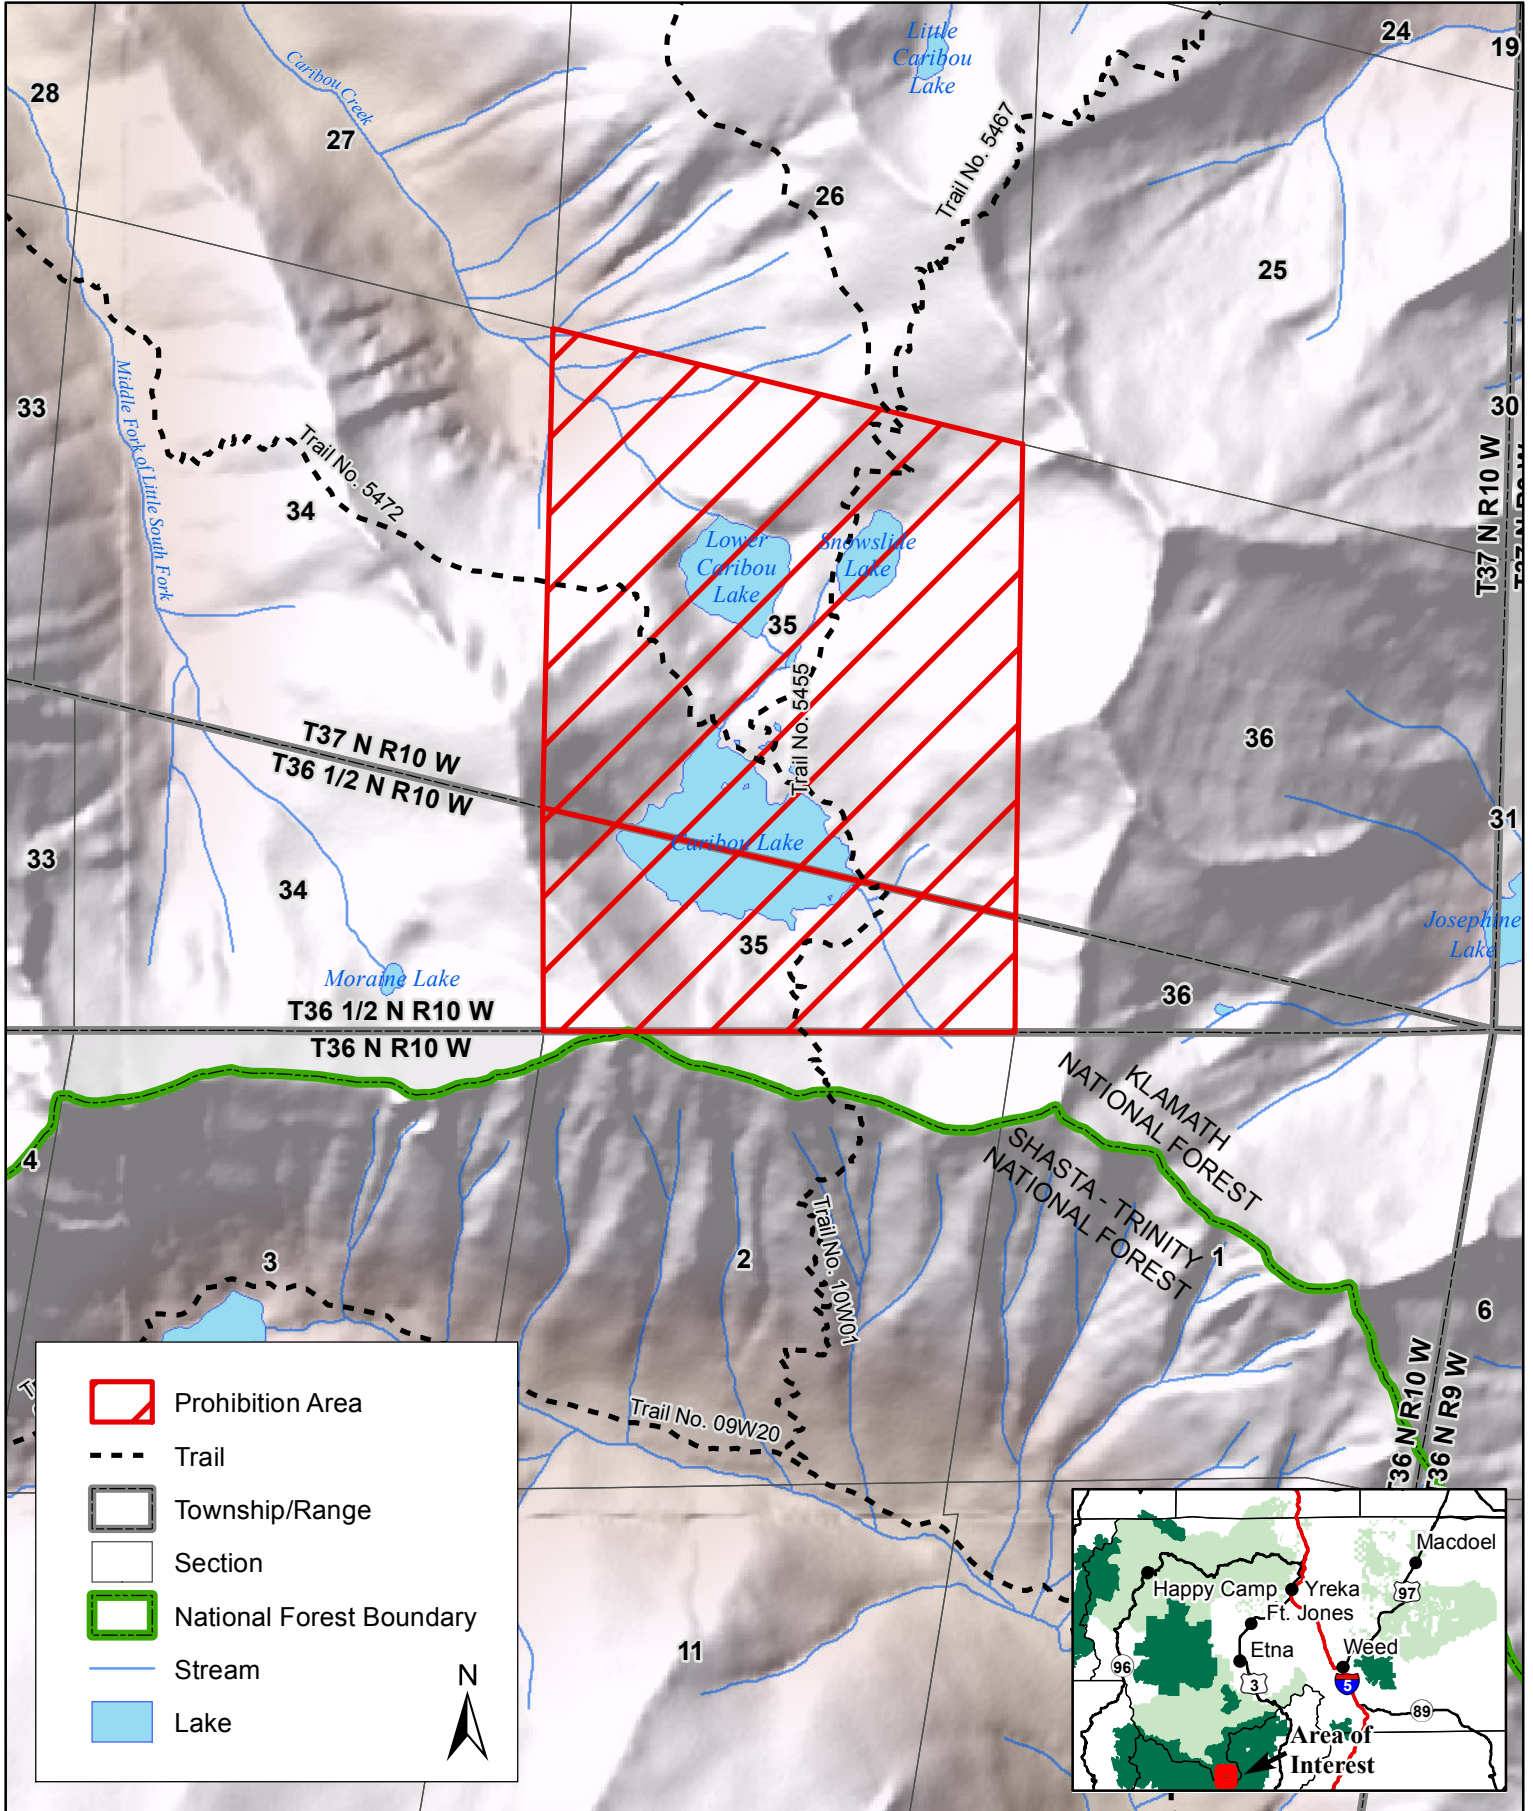 Little
Caribou
Lake
24
19
Caribou Creek
28
27
Trail No. 5467
26
25
Middle Fork of Little South Fork
33
30
T37 N R10 W
Trail No. 5472
34
Lower
Caribou
Lake
Snowslide
Lake
35
Trail No. 5455
T37 N R10 W
T36 1/2 N R10 W
36
31
33
34
Caribou Lake
35
Josephine
Lake
Moraine Lake
36
T36 1/2 N R10 W
T36 N R10 W
KLAMATH
NATIONAL FOREST
SHASTA - TRINITY
NATIONAL FOREST
4
3
2
1
6
Trail No. 10W01
T36 N R10 W
T36 N R9 W
Trail No. 09W20
11
Prohibition Area
Trail
Township/Range
Section
National Forest Boundary
Stream
Lake
N
Macdoel
Happy Camp
Yreka
97
Ft. Jones
Etna
Weed
96
3
5
89
Area of
Interest